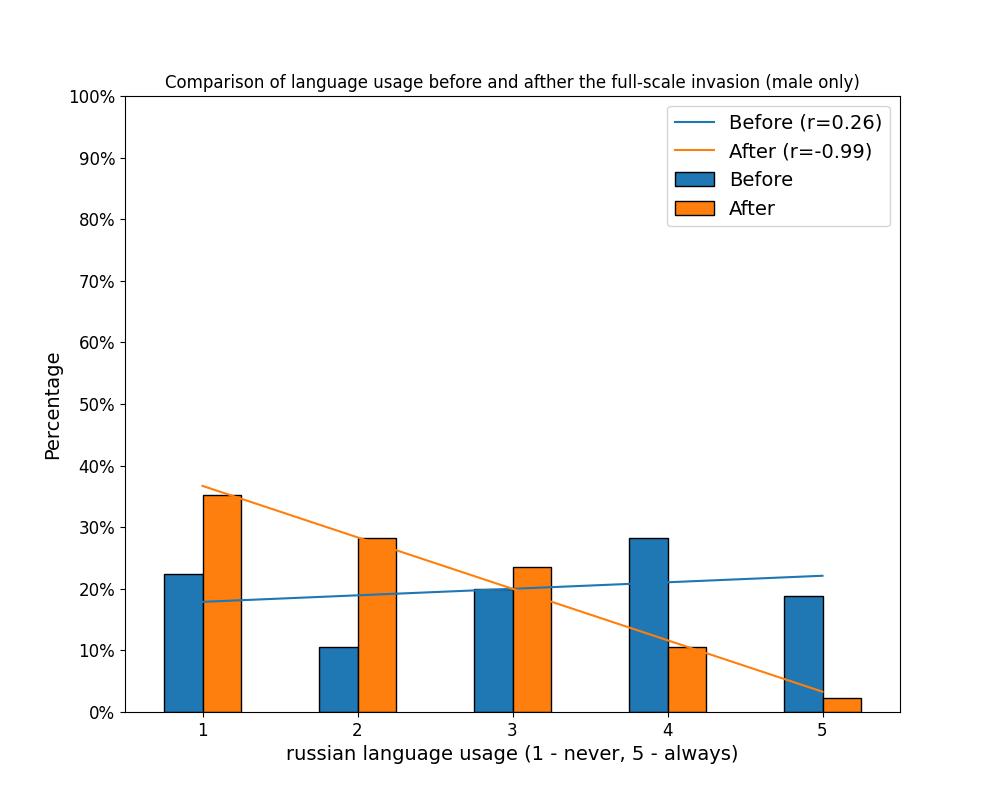 Comparison of language usage before and afther the full-scale invasion (male only)
100%
90%
80%
70%
60%
50%
40%
30%
20%
10%
0%
Percentage
Before (r=0.26)
After (r=-0.99)
Before
After
1 2 3 4 5
russian language usage (1 - never, 5 - always)